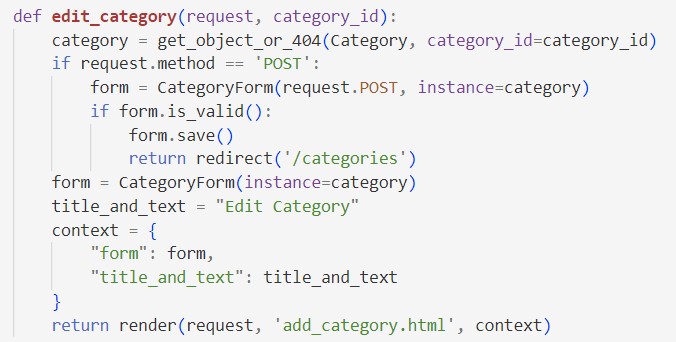 def edit_category(request, category_id):
    category = get_object_or_404(Category, category_id=category_id)
    if request.method == 'POST':
        form = CategoryForm(request.POST, instance=category)
        if form.is_valid():
            form.save()
            return redirect('/categories')
    form = CategoryForm(instance=category)
    title_and_text = "Edit Category"
    context = {
        "form": form,
        "title_and_text": title_and_text
    }
    return render(request, 'add_category.html', context)